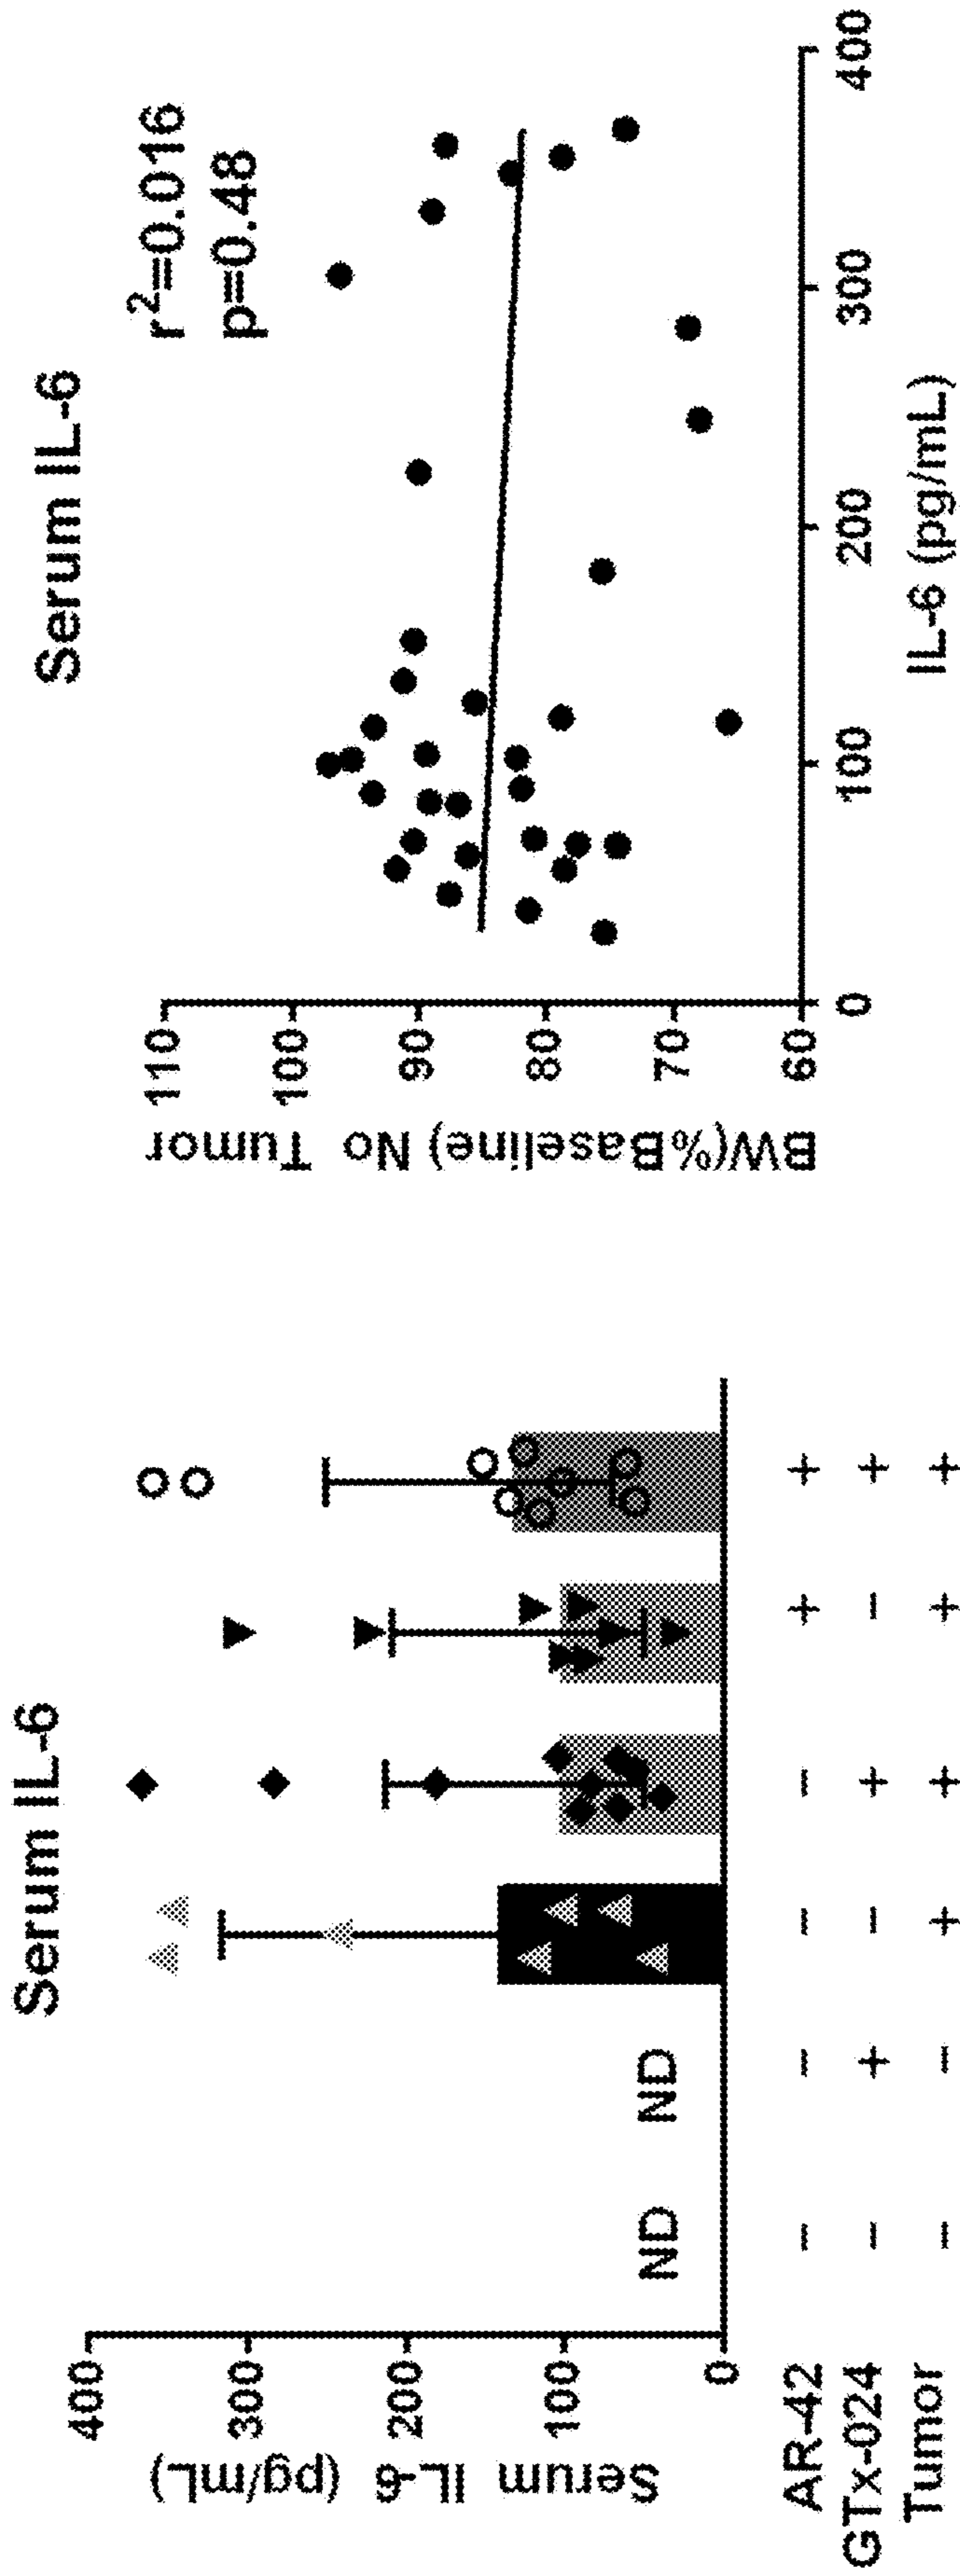 Serum IL-6
Serum IL-6 (pg/mL)
400
300
200
100
0
ND
ND
AR-42 − − − − + +
GTx-024 − + − + − +
Tumor − − + + + +
Serum IL-6
r²=0.016
p=0.48
BW(%Baseline) No Tumor
110
100
90
80
70
60
0 100 200 300 400
IL-6 (pg/mL)